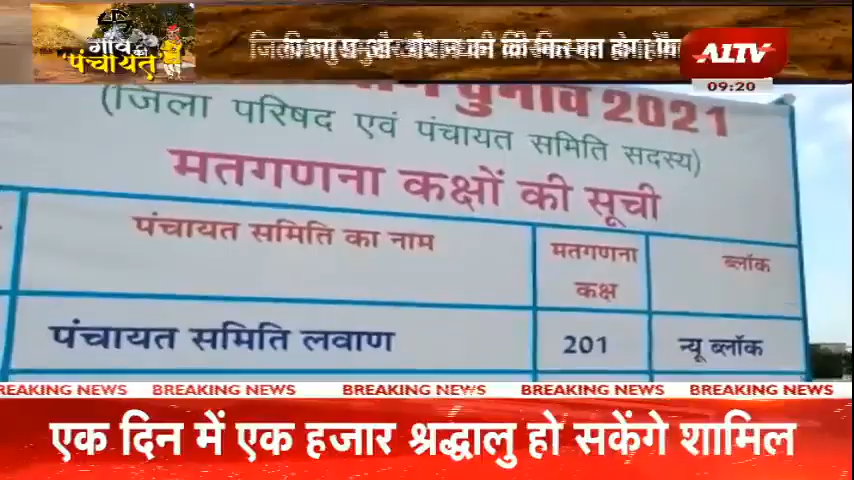 गांव की
पंचायत
ALTV
09:20
चुनाव 2021
(जिला परिषद एवं पंचायत समिति सदस्य)
मतगणना कक्षों की सूची
पंचायत समिति का नाम
मतगणना
कक्ष
ब्लॉक
पंचायत समिति लवाण
201
न्यू ब्लॉक
BREAKING NEWS BREAKING NEWS BREAKING NEWS BREAKING NEWS BREAKING NEWS
एक दिन में एक हजार श्रद्धालु हो सकेंगे शामिल